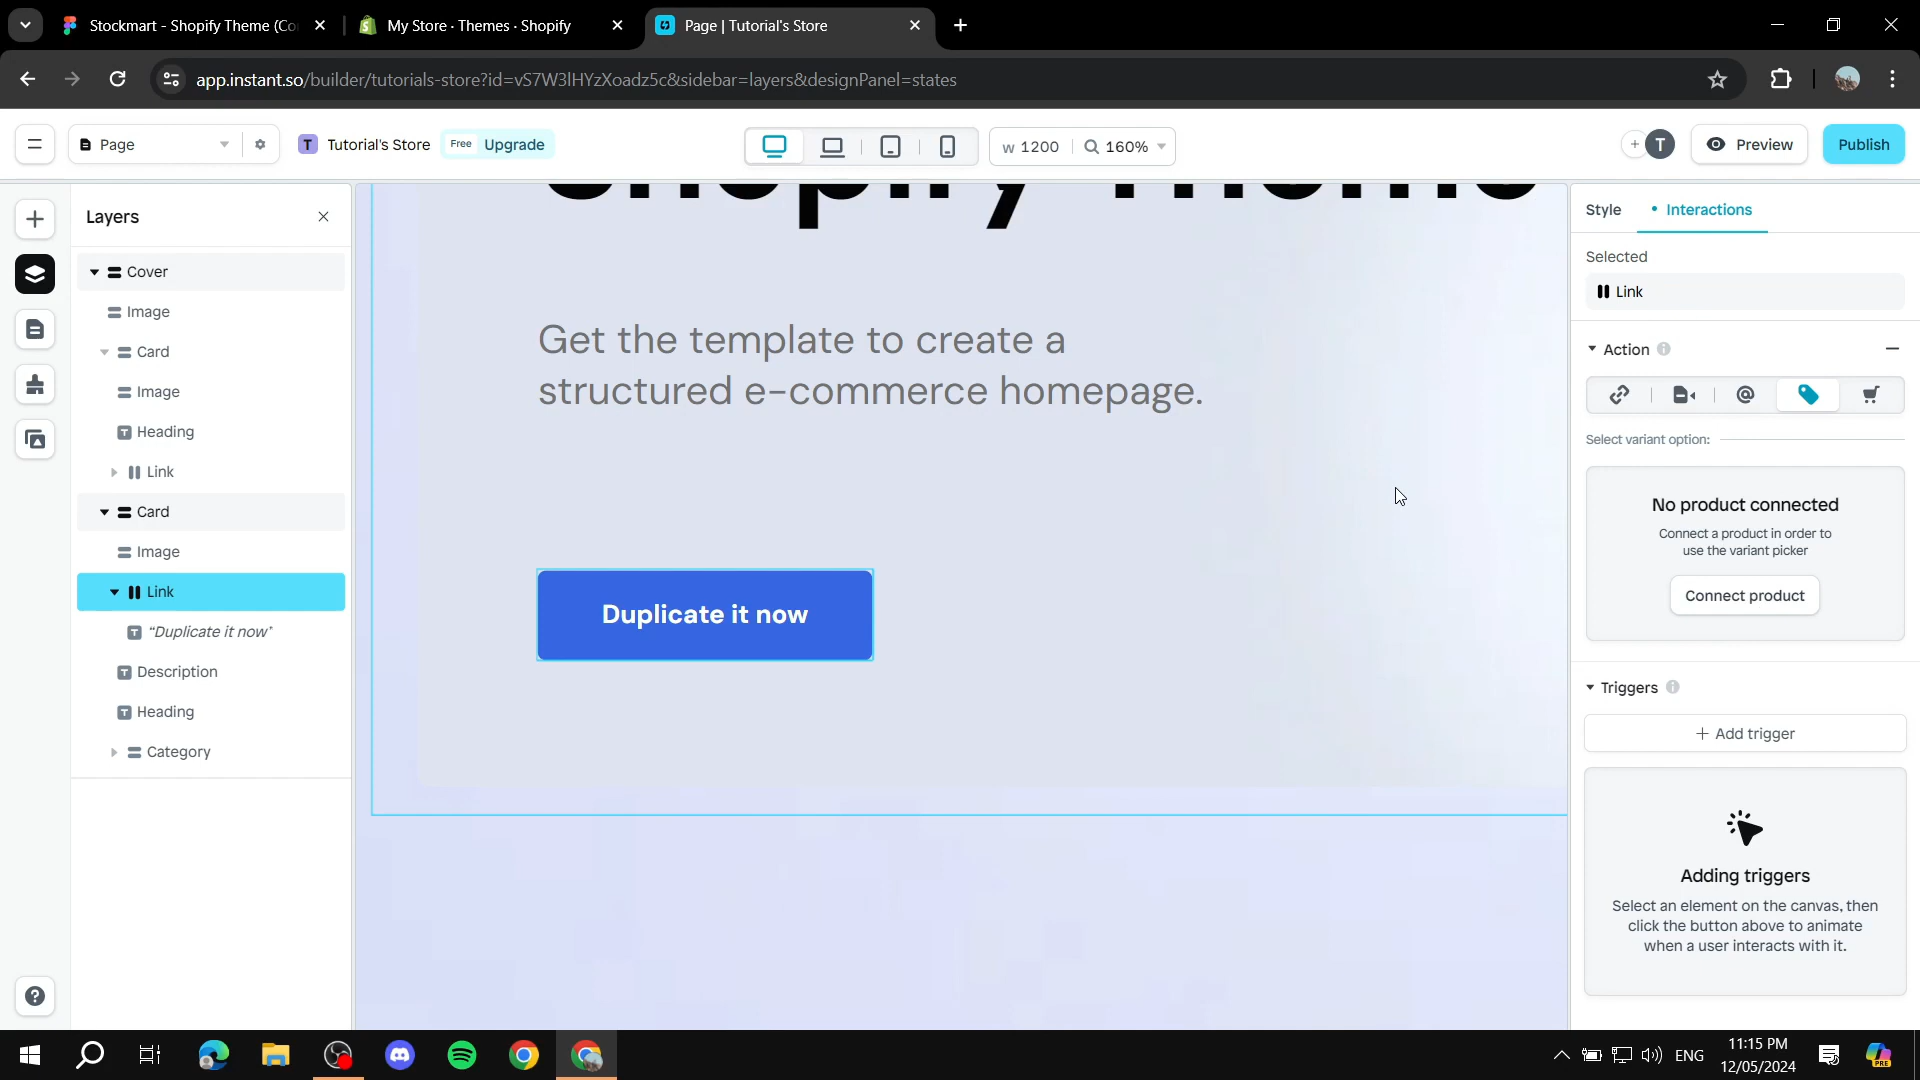 Stockmart - Shopify Theme (Co
My Store · Themes · Shopify
Page | Tutorial's Store
app.instant.so/builder/tutorials-store?id=vS7W3lHYzXoadz5c&sidebar=layers&designPanel=states
Page
T
Tutorial's Store
Free
Upgrade
W 1200
160%
T
Preview
Publish
Layers
Cover
Image
Card
Image
T Heading
Link
Card
Image
Link
T "Duplicate it now"
T Description
T Heading
Category
Shopify Theme
Get the template to create a
structured e-commerce homepage.
Duplicate it now
Style
Interactions
Selected
Link
Action
Select variant option:
No product connected
Connect a product in order to
use the variant picker
Connect product
Triggers
+ Add trigger
Adding triggers
Select an element on the canvas, then
click the button above to animate
when a user interacts with it.
ENG
11:15 PM
12/05/2024
PRE